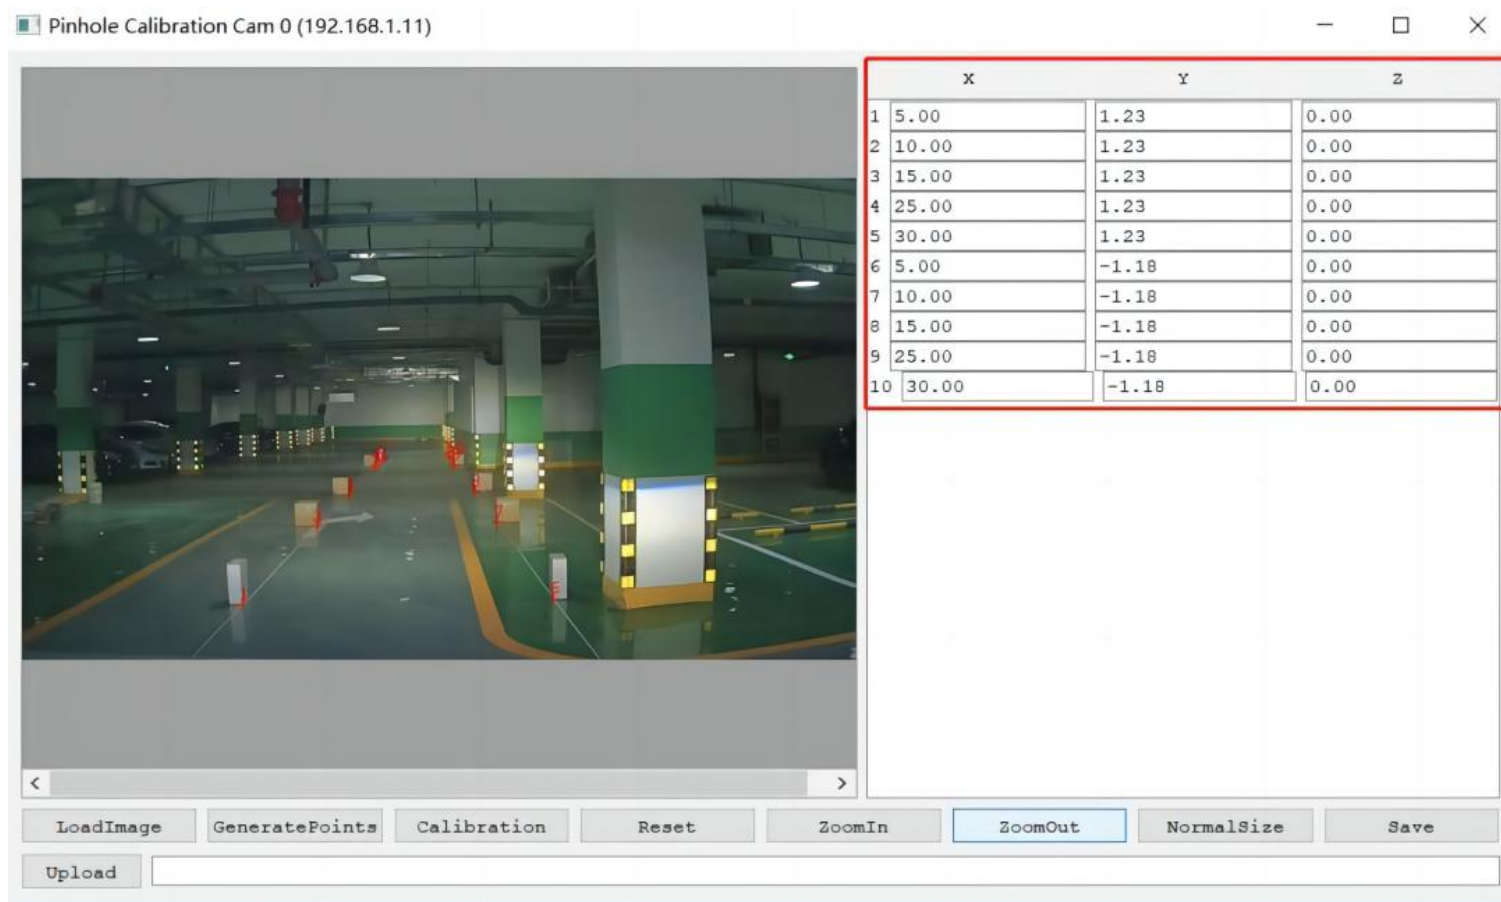 Pinhole Calibration Cam 0 (192.168.1.11)
X Y Z
1 5.00 1.23 0.00
2 10.00 1.23 0.00
3 15.00 1.23 0.00
4 25.00 1.23 0.00
5 30.00 1.23 0.00
6 5.00 -1.18 0.00
7 10.00 -1.18 0.00
8 15.00 -1.18 0.00
9 25.00 -1.18 0.00
10 30.00 -1.18 0.00
LoadImage GeneratePoints Calibration Reset ZoomIn ZoomOut NormalSize Save
Upload